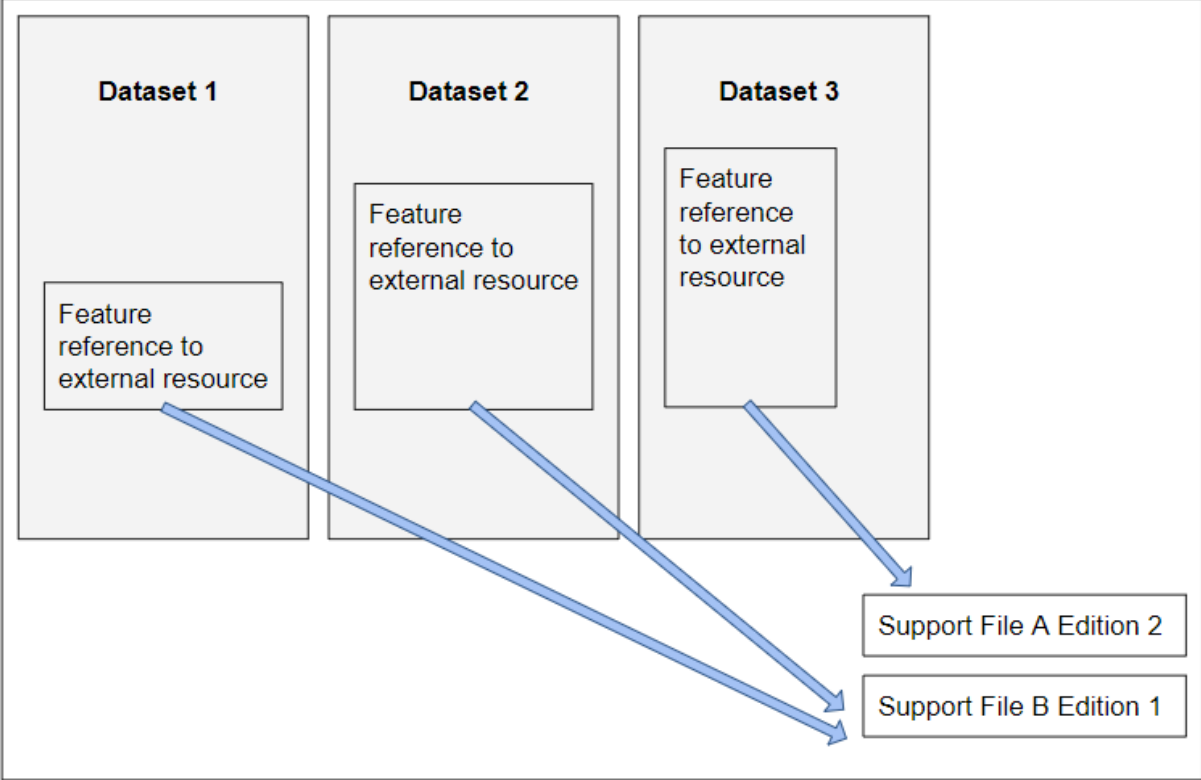 Dataset 1
Feature
reference to
external resource
Dataset 2
Feature
reference to
external resource
Dataset 3
Feature
reference
to external
resource
Support File A Edition 2
Support File B Edition 1